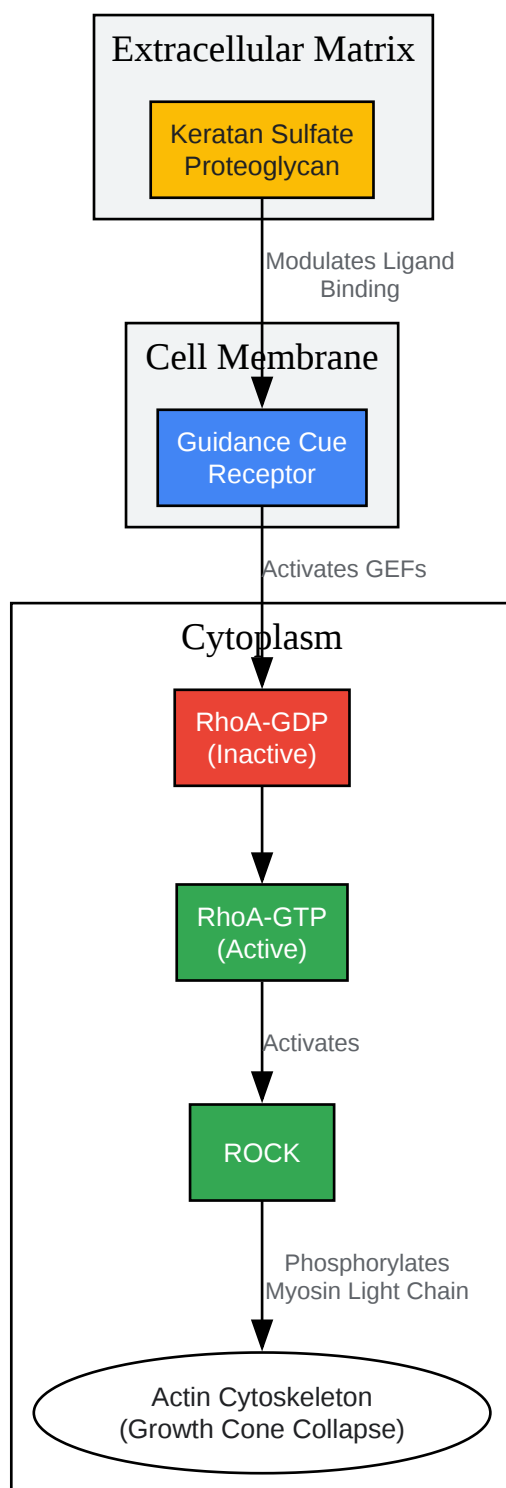 Extracellular Matrix
Keratan Sulfate
Proteoglycan
Modulates Ligand
Binding
Cell Membrane
Guidance Cue
Receptor
Activates GEFs
Cytoplasm
RhoA-GDP
(Inactive)
RhoA-GTP
(Active)
Activates
ROCK
Phosphorylates
Myosin Light Chain
Actin Cytoskeleton
(Growth Cone Collapse)